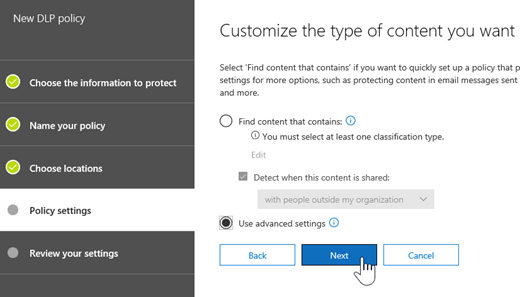 New DLP policy
Choose the information to protect
Name your policy
Choose locations
Policy settings
Review your settings
Customize the type of content you want
Select 'Find content that contains' if you want to quickly set up a policy that p
settings for more options, such as protecting content in email messages sent
and more.
Find content that contains:
You must select at least one classification type.
Edit
Detect when this content is shared:
with people outside my organization
Use advanced settings
Back
Next
Cancel